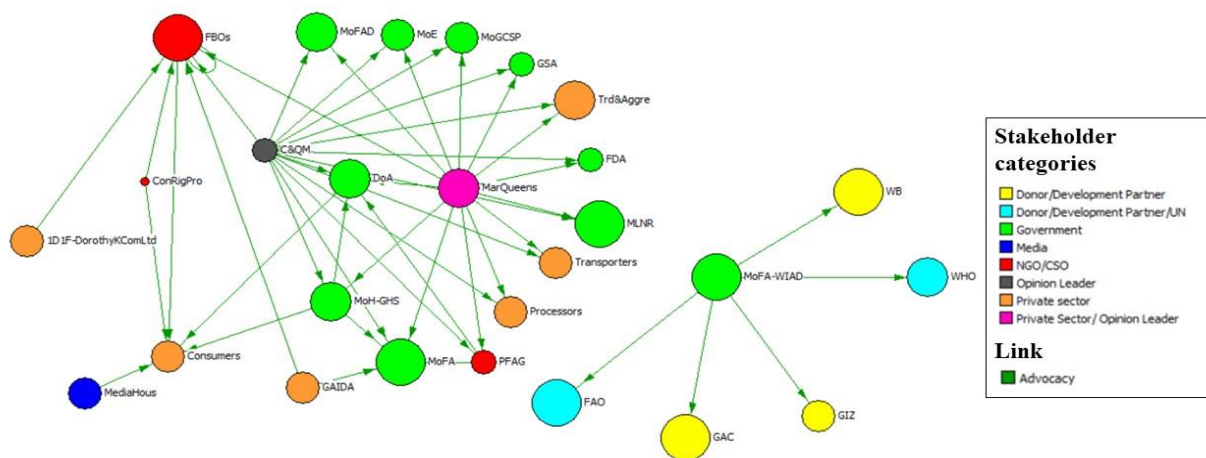 FBOs
MoFAD
MoE
MoGCSP
GSA
Trd&Aggre
C&QM
FDA
DoA
MarQueens
ConRigPro
MLNR
1D1F-DorothyKComLtd
Transporters
MoH-GHS
Processors
Consumers
MoFA
PFAG
GAIDA
MediaHous
WB
MoFA-WIAD
WHO
FAO
GIZ
GAC
Stakeholder
categories
Donor/Development Partner
Donor/Development Partner/UN
Government
Media
NGO/CSO
Opinion Leader
Private sector
Private Sector/ Opinion Leader
Link
Advocacy